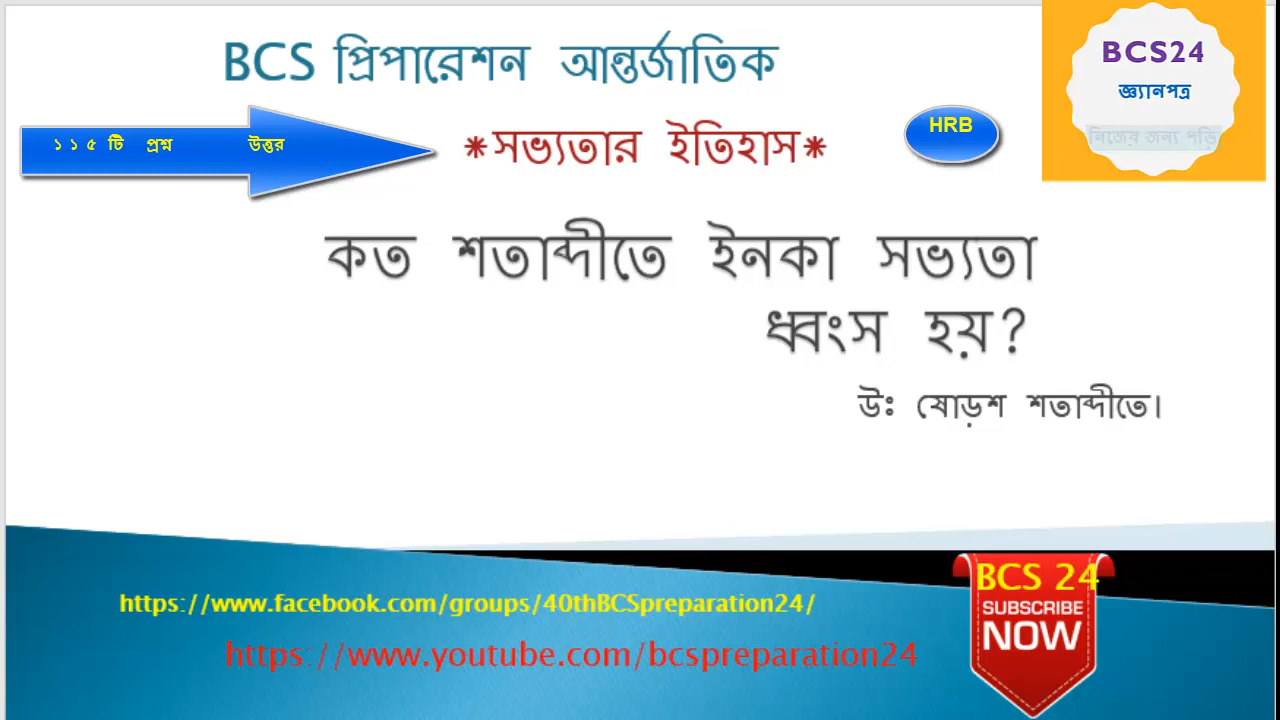 BCS প্রিপারেশন আন্তর্জাতিক
BCS24
জ্ঞ্যানপত্র
নিজের জন্য পড়ি
১১৫ টি প্রশ্ন উত্তর
*সভ্যতার ইতিহাস*
HRB
কত শতাব্দীতে ইনকা সভ্যতা
ধ্বংস হয়?
উঃ ষোড়শ শতাব্দীতে।
https://www.facebook.com/groups/40thBCSpreparation24/
https://www.youtube.com/bcspreparation24
BCS 24
SUBSCRIBE
NOW